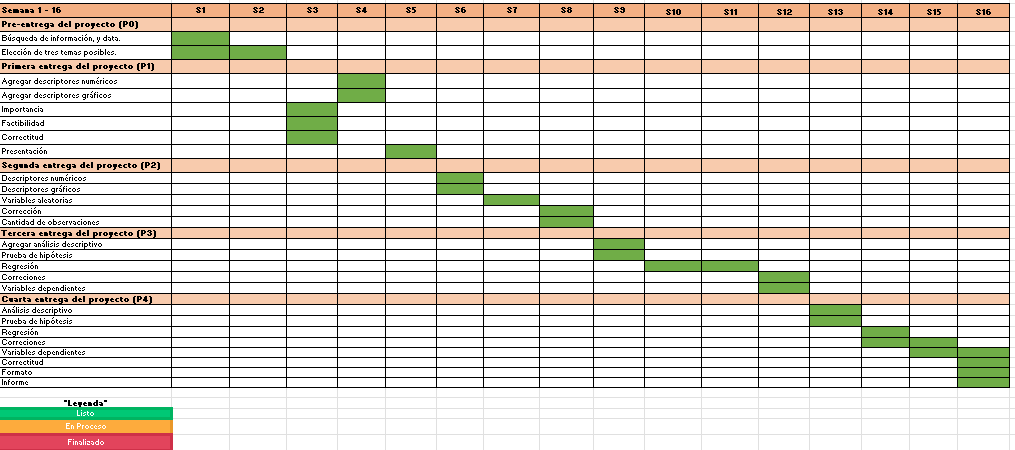 Semana 1 - 16 S1 S2 S3 S4 S5 S6 S7 S8 S9 S10 S11 S12 S13 S14 S15 S16
Pre-entrega del proyecto (P0)
Búsqueda de información, y data.
Elección de tres temas posibles.
Primera entrega del proyecto (P1)
Agregar descriptores numéricos
Agregar descriptores gráficos
Importancia
Factibilidad
Correctitud
Presentación
Segunda entrega del proyecto (P2)
Descriptores numéricos
Descriptores gráficos
Variables aleatorias
Corrección
Cantidad de observaciones
Tercera entrega del proyecto (P3)
Agregar análisis descriptivo
Prueba de hipótesis
Regresión
Correciones
Variables dependientes
Cuarta entrega del proyecto (P4)
Análisis descriptivo
Prueba de hipótesis
Regresión
Correciones
Variables dependientes
Correctitud
Formato
Informe
"Leyenda"
Listo
En Proceso
Finalizado